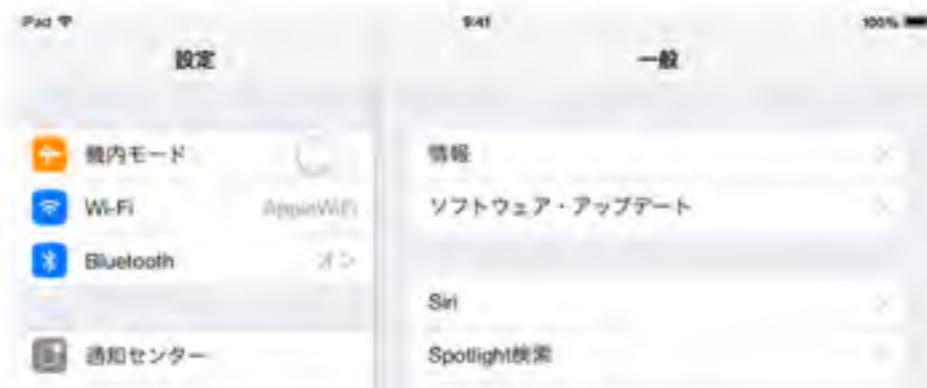 iPad 9:41 100%
設定
一般
機内モード
Wi-Fi AppleWiFi
Bluetooth オン
通知センター
情報
ソフトウェア・アップデート
Siri
Spotlight検索